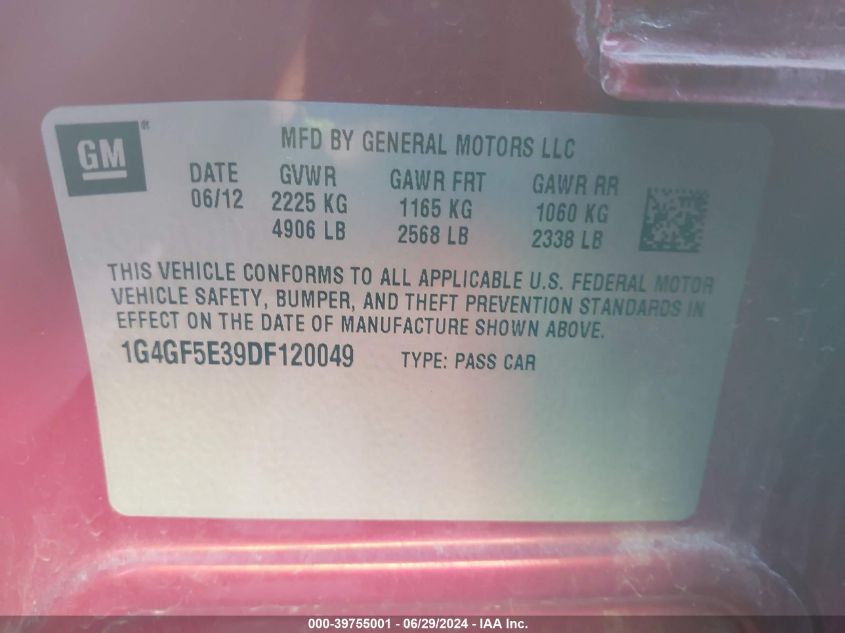 GM ®
MFD BY GENERAL MOTORS LLC
DATE GVWR GAWR FRT GAWR RR
06/12 2225 KG 1165 KG 1060 KG
4906 LB 2568 LB 2338 LB
THIS VEHICLE CONFORMS TO ALL APPLICABLE U.S. FEDERAL MOTOR
VEHICLE SAFETY, BUMPER, AND THEFT PREVENTION STANDARDS IN
EFFECT ON THE DATE OF MANUFACTURE SHOWN ABOVE.
1G4GF5E39DF120049 TYPE: PASS CAR
000-39755001 - 06/29/2024 - IAA Inc.